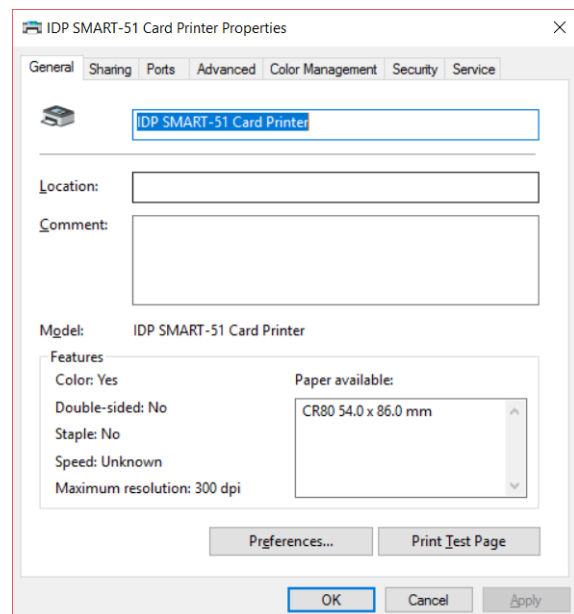 IDP SMART-51 Card Printer Properties
General Sharing Ports Advanced Color Management Security Service
IDP SMART-51 Card Printer
Location:
Comment:
Model: IDP SMART-51 Card Printer
Features
Color: Yes
Paper available:
Double-sided: No
CR80 54.0 x 86.0 mm
Staple: No
Speed: Unknown
Maximum resolution: 300 dpi
Preferences... Print Test Page
OK Cancel Apply